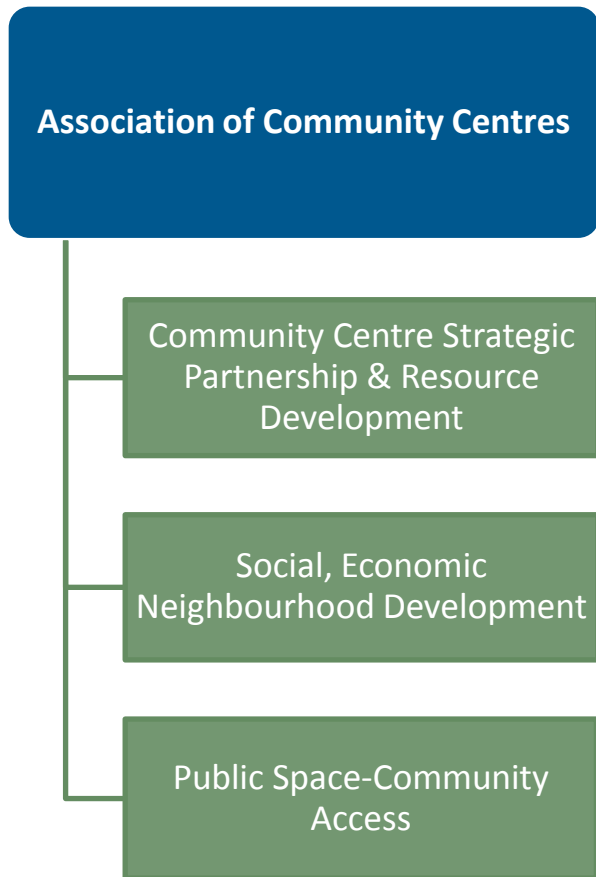 Association of Community Centres
Community Centre Strategic
Partnership & Resource
Development
Social, Economic
Neighbourhood Development
Public Space-Community
Access